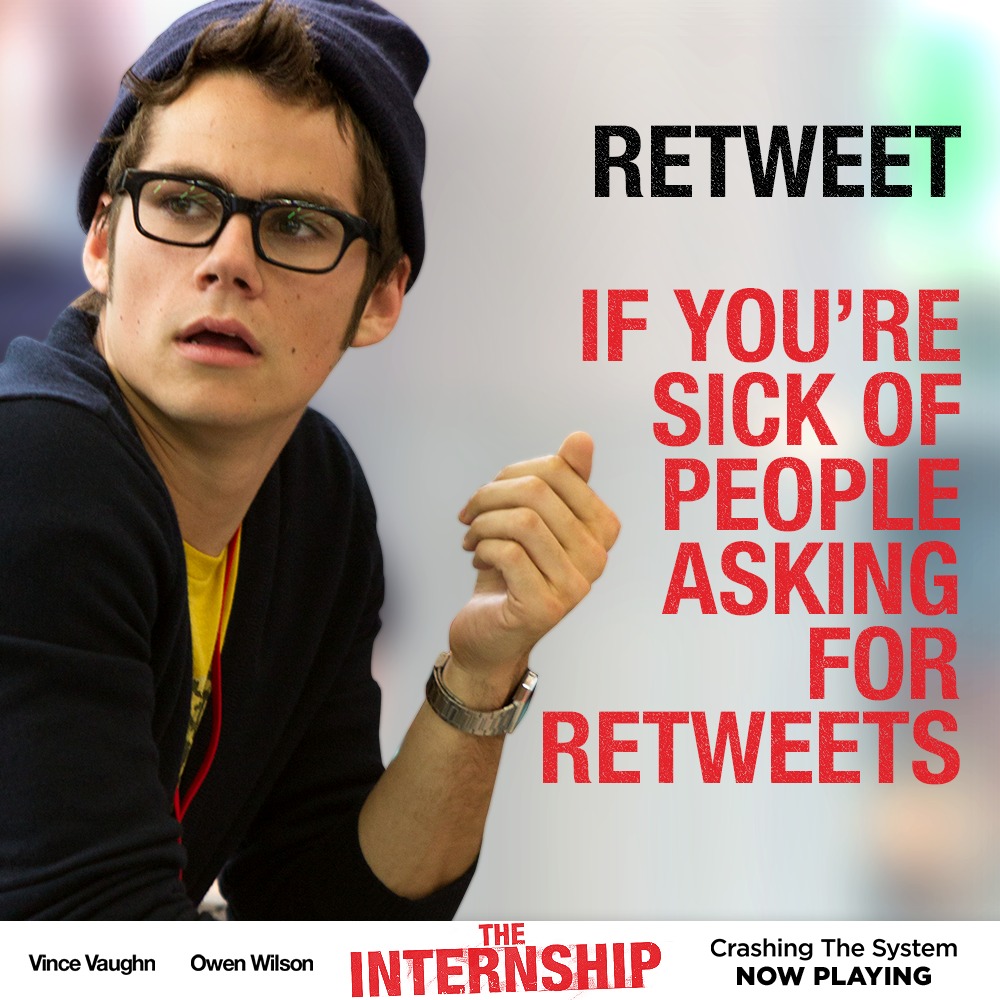 RETWEET
IF YOU’RE
SICK OF
PEOPLE
ASKING
FOR
RETWEETS
Vince Vaughn
Owen Wilson
THE
INTERNSHIP
Crashing The System
NOW PLAYING